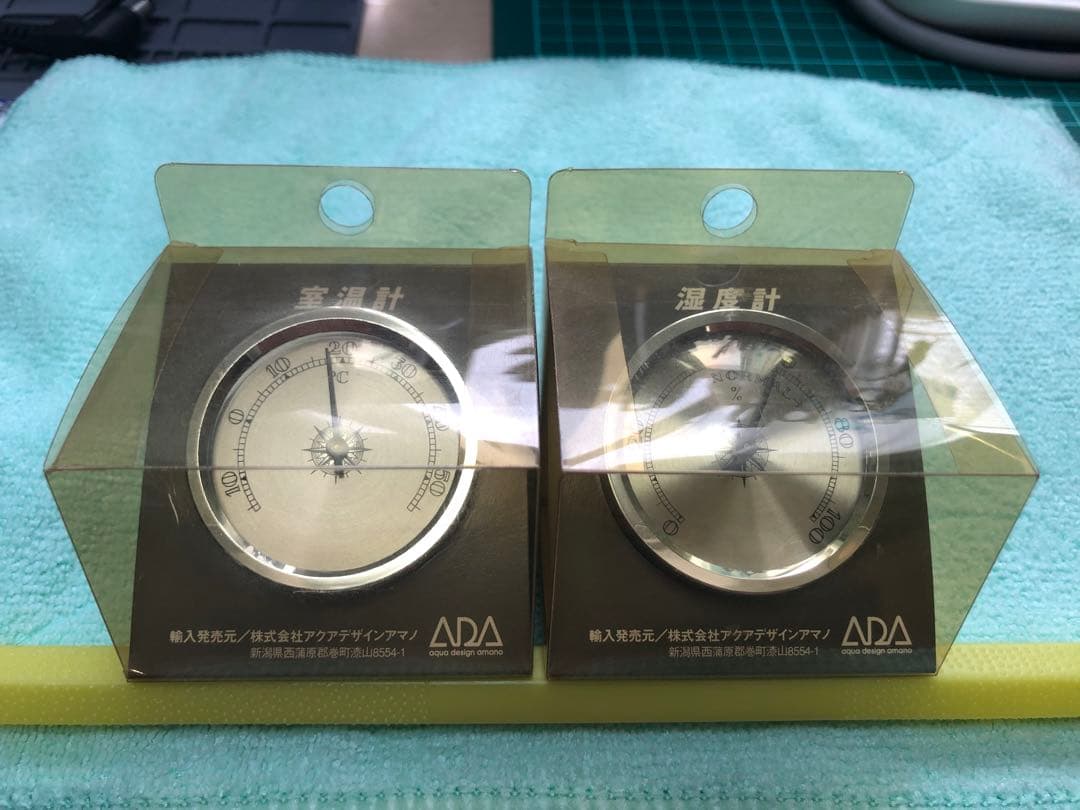 室温計
10
0
10
20
30
50
℃
輸入発売元／株式会社アクアデザインアマノ
新潟県西蒲原郡巻町漆山8554-1
ADA
aqua design amano
湿度計
NORMAL
%
0
80
100
輸入発売元／株式会社アクアデザインアマノ
新潟県西蒲原郡巻町漆山8554-1
ADA
aqua design amano